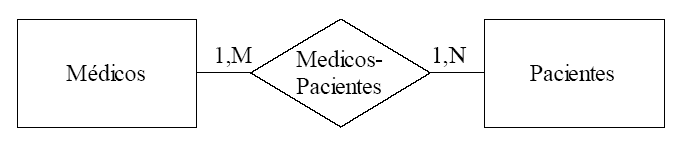 Médicos
1,M
Medicos-
Pacientes
1,N
Pacientes